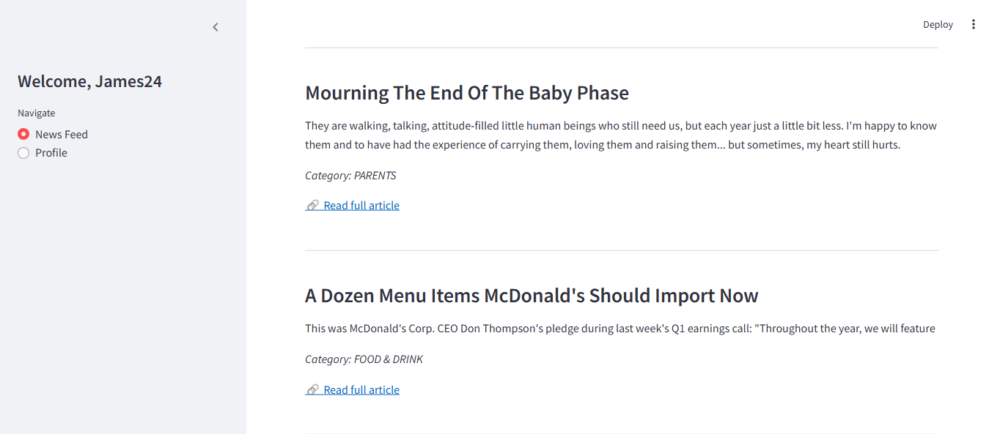 Deploy
Welcome, James24
Navigate
News Feed
Profile
Mourning The End Of The Baby Phase
They are walking, talking, attitude-filled little human beings who still need us, but each year just a little bit less. I'm happy to know
them and to have had the experience of carrying them, loving them and raising them... but sometimes, my heart still hurts.
Category: PARENTS
Read full article
A Dozen Menu Items McDonald's Should Import Now
This was McDonald's Corp. CEO Don Thompson's pledge during last week's Q1 earnings call: "Throughout the year, we will feature
Category: FOOD & DRINK
Read full article